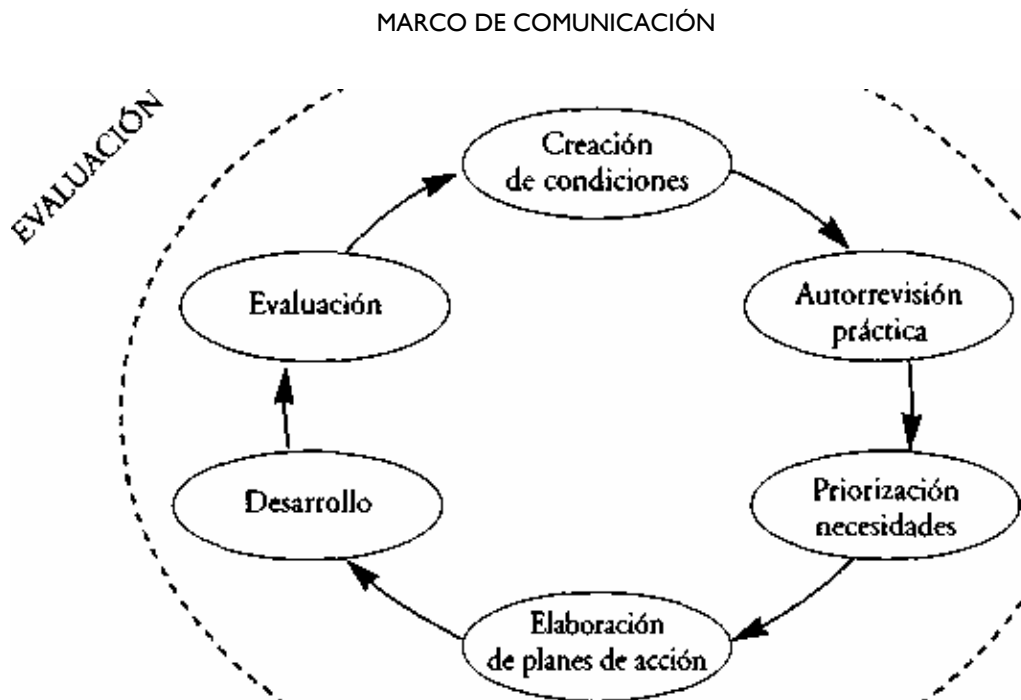 MARCO DE COMUNICACIÓN
EVALUACIÓN
Creación
de condiciones
Autorrevisión
práctica
Priorización
necesidades
Elaboración
de planes de acción
Desarrollo
Evaluación